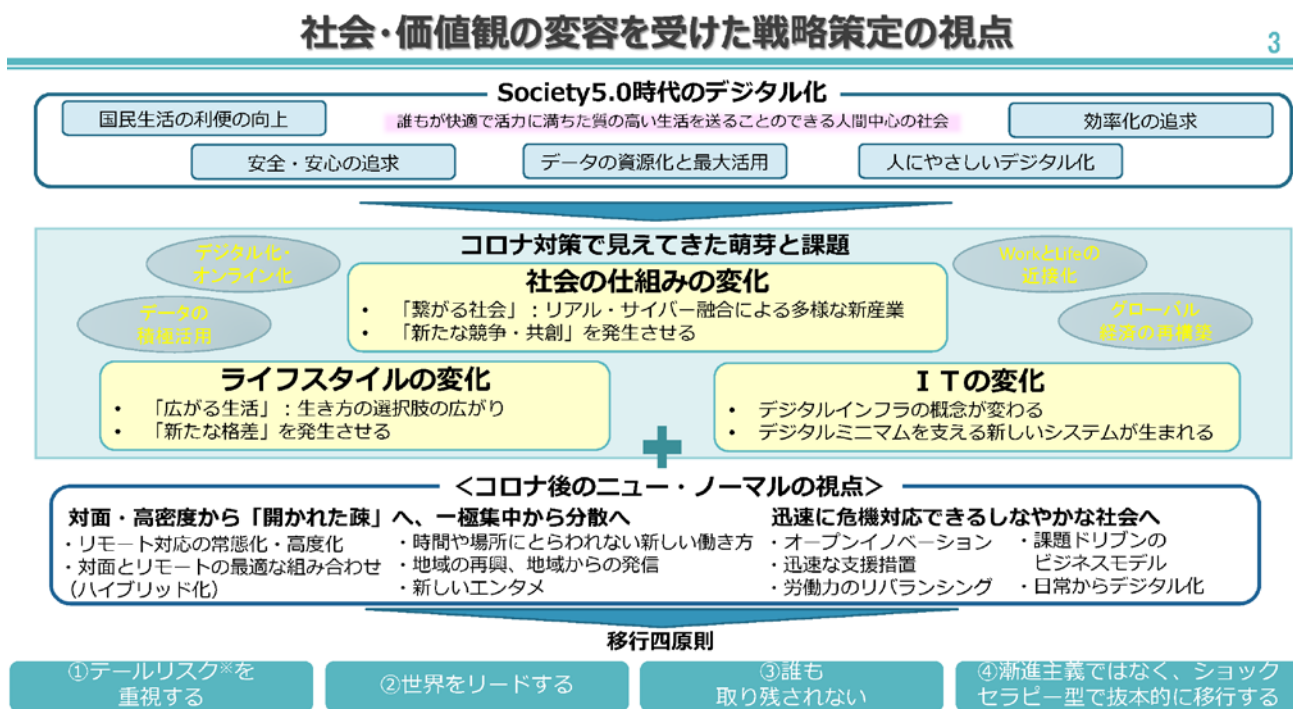 社会・価値観の変容を受けた戦略策定の視点
3
Society5.0時代のデジタル化
国民生活の利便の向上
誰もが快適で活力に満ちた質の高い生活を送ることのできる人間中心の社会
効率化の追求
安全・安心の追求
データの資源化と最大活用
人にやさしいデジタル化
コロナ対策で見えてきた萌芽と課題
デジタル化・
オンライン化
データの
積極活用
WorkとLifeの
近接化
グローバル
経済の再構築
社会の仕組みの変化
・ 「繋がる社会」：リアル・サイバー融合による多様な新産業
・ 「新たな競争・共創」を発生させる
ライフスタイルの変化
・ 「広がる生活」：生き方の選択肢の広がり
・ 「新たな格差」を発生させる
ＩＴの変化
・ デジタルインフラの概念が変わる
・ デジタルミニマムを支える新しいシステムが生まれる
＜コロナ後のニュー・ノーマルの視点＞
対面・高密度から「開かれた疎」へ、一極集中から分散へ
・リモート対応の常態化・高度化
・対面とリモートの最適な組み合わせ
（ハイブリッド化）
・時間や場所にとらわれない新しい働き方
・地域の再興、地域からの発信
・新しいエンタメ
迅速に危機対応できるしなやかな社会へ
・オープンイノベーション
・迅速な支援措置
・労働力のリバランシング
・課題ドリブンの
ビジネスモデル
・日常からデジタル化
移行四原則
①テールリスク※を
重視する
②世界をリードする
③誰も
取り残されない
④漸進主義ではなく、ショック
セラピー型で抜本的に移行する